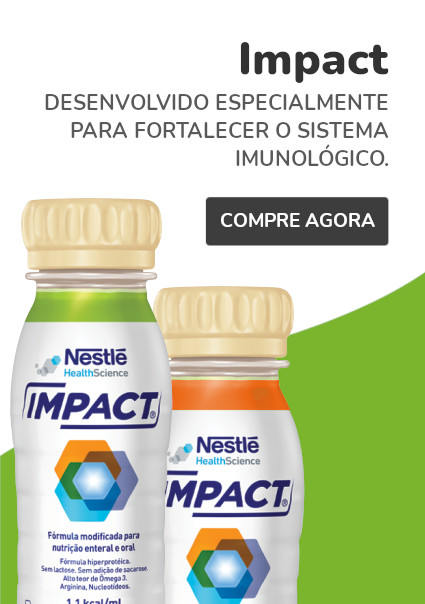 Impact
DESENVOLVIDO ESPECIALMENTE
PARA FORTALECER O SISTEMA
IMUNOLÓGICO.
COMPRE AGORA
Nestlé
HealthScience
IMPACT®
Fórmula modificada para
nutrição enteral e oral
Fórmula hiperprotéica.
Sem lactose. Sem adição de sacarose.
Alto teor de Ômega 3,
Arginina, Nucleotídeos.
1.1 kcal/ml
Nestlé
HealthScience
IMPACT®